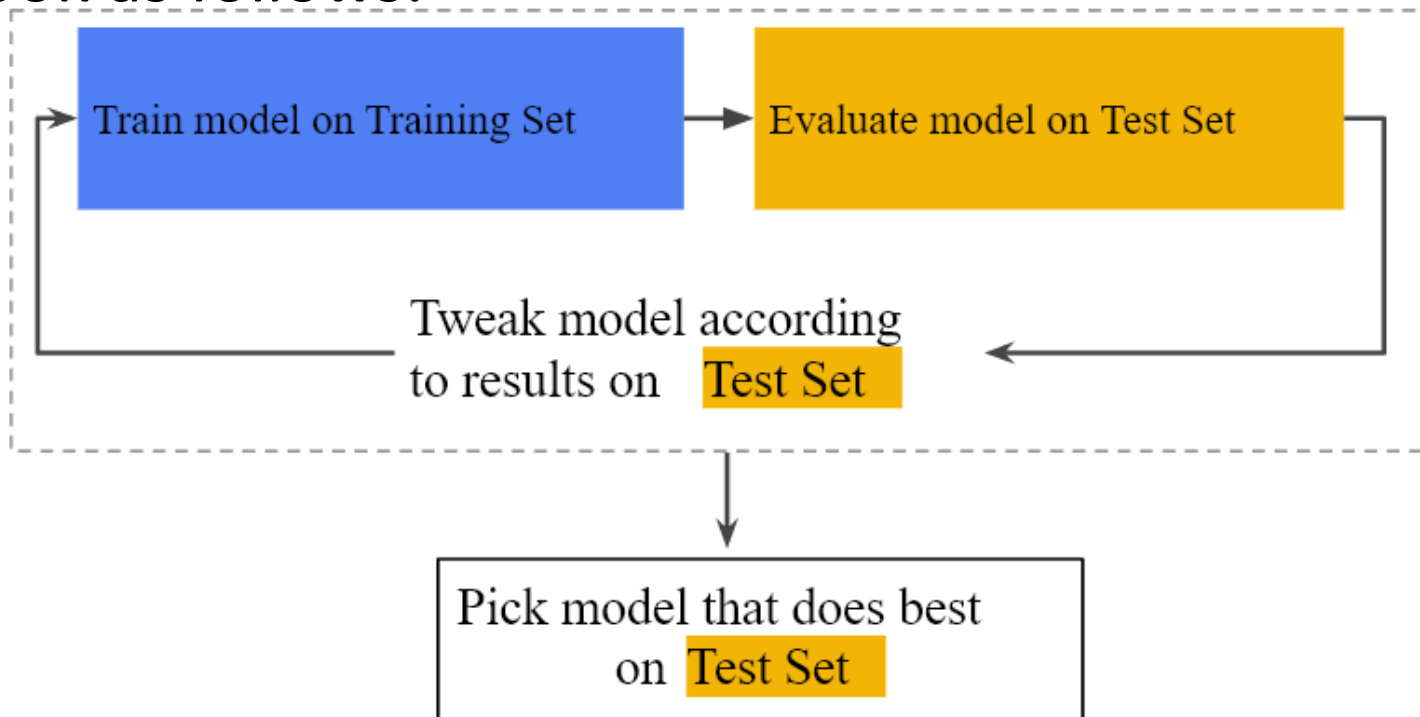 Train model on Training Set
Evaluate model on Test Set
Tweak model according
to results on Test Set
Pick model that does best
on Test Set